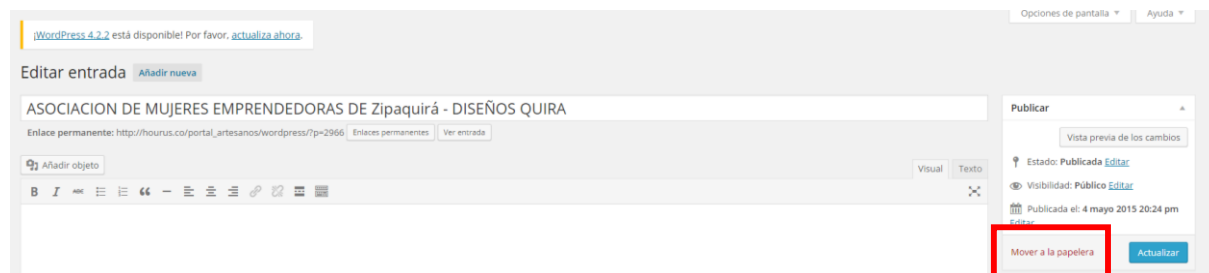 Opciones de pantalla Ayuda
¡WordPress 4.2.2 está disponible! Por favor, actualiza ahora.
Editar entrada Añadir nueva
ASOCIACION DE MUJERES EMPRENDEDORAS DE Zipaquirá - DISEÑOS QUIRA
Enlace permanente: http://hourus.co/portal_artesanos/wordpress/?p=2966 Enlaces permanentes Ver entrada
Añadir objeto
Visual Texto
B I ABC
Publicar
Vista previa de los cambios
Estado: Publicada Editar
Visibilidad: Público Editar
Publicada el: 4 mayo 2015 20:24 pm
Editar
Mover a la papelera Actualizar